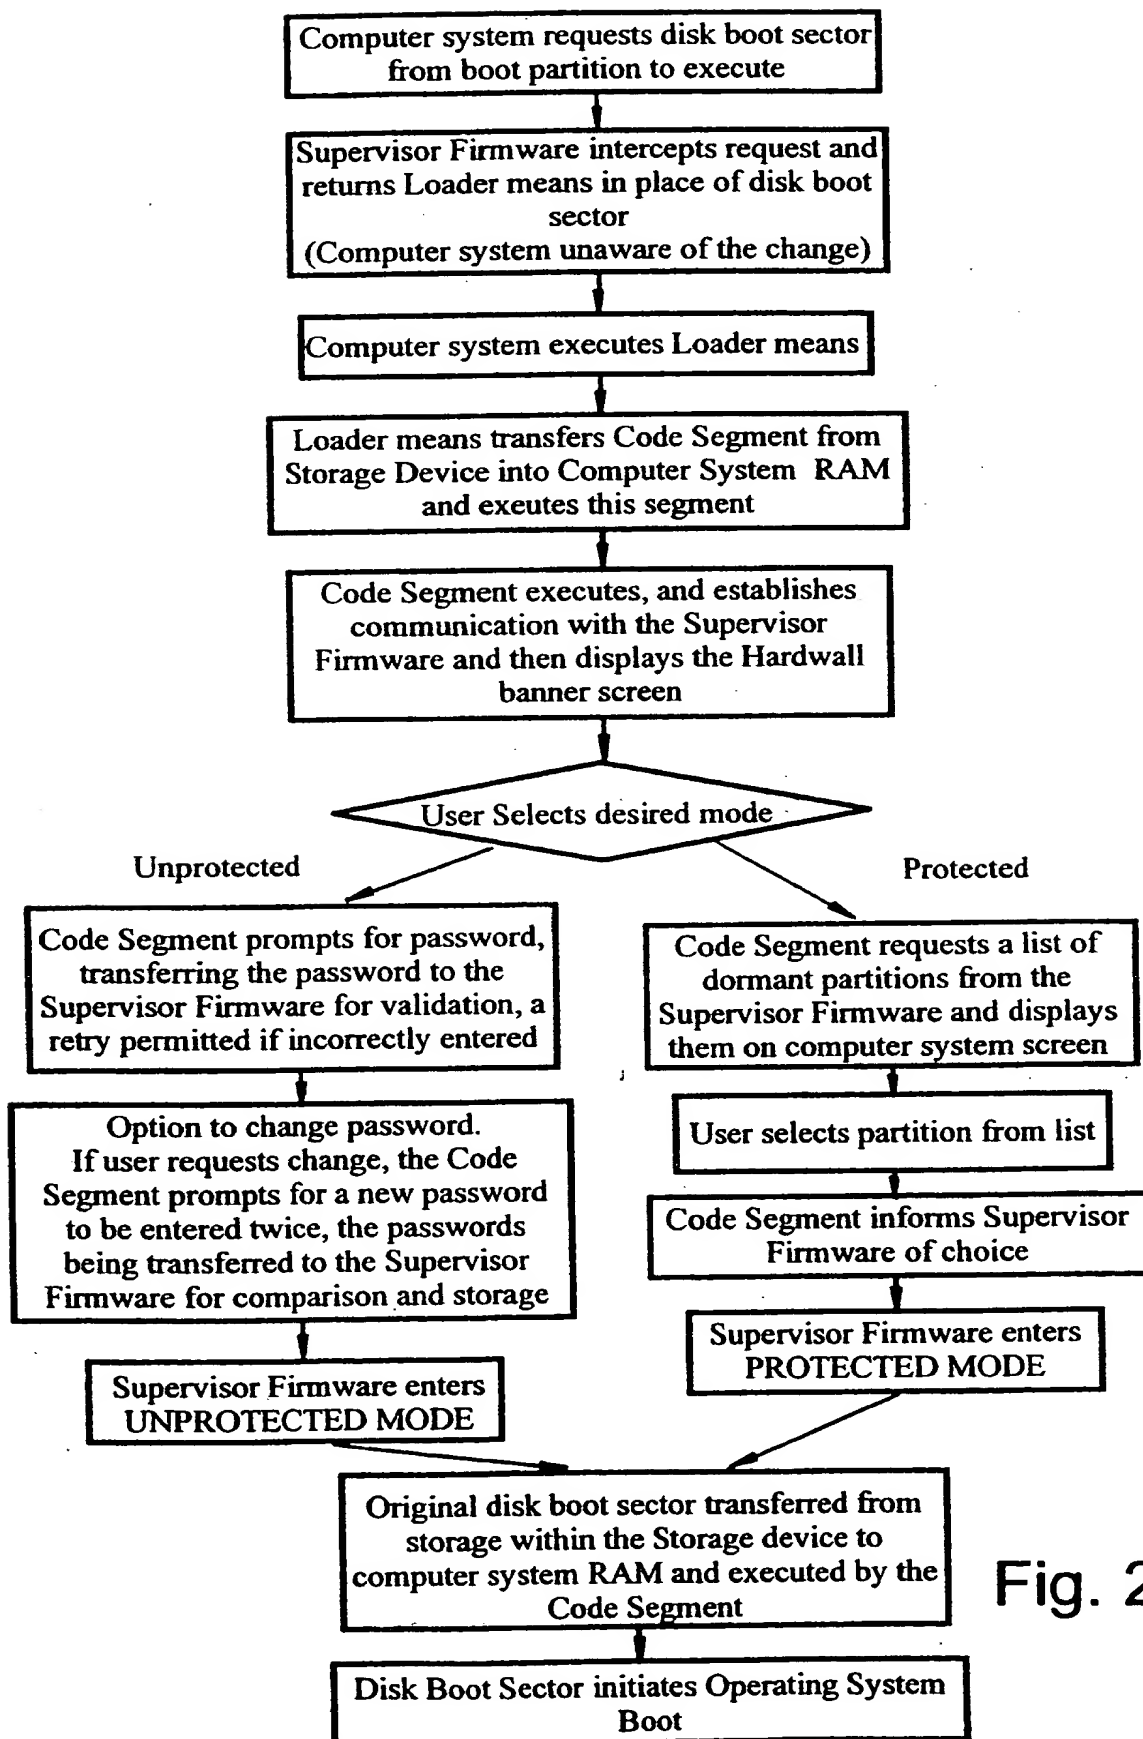 Computer system requests disk boot sector
from boot partition to execute
Supervisor Firmware intercepts request and
returns Loader means in place of disk boot
sector
(Computer system unaware of the change)
Computer system executes Loader means
Loader means transfers Code Segment from
Storage Device into Computer System RAM
and exeutes this segment
Code Segment executes, and establishes
communication with the Supervisor
Firmware and then displays the Hardwall
banner screen
User Selects desired mode
Unprotected
Protected
Code Segment prompts for password,
transferring the password to the
Supervisor Firmware for validation, a
retry permitted if incorrectly entered
Code Segment requests a list of
dormant partitions from the
Supervisor Firmware and displays
them on computer system screen
Option to change password.
If user requests change, the Code
Segment prompts for a new password
to be entered twice, the passwords
being transferred to the Supervisor
Firmware for comparison and storage
User selects partition from list
Code Segment informs Supervisor
Firmware of choice
Supervisor Firmware enters
UNPROTECTED MODE
Supervisor Firmware enters
PROTECTED MODE
Original disk boot sector transferred from
storage within the Storage device to
computer system RAM and executed by the
Code Segment
Fig. 2
Disk Boot Sector initiates Operating System
Boot